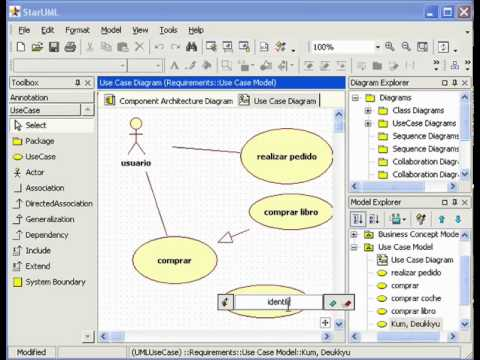 StarUML
File Edit Format Model View Tools Help
100%
Toolbox
Annotation
UseCase
Select
Package
UseCase
Actor
Association
DirectedAssociation
Generalization
Dependency
Include
Extend
System Boundary
Use Case Diagram (Requirements::Use Case Model)
Component Architecture Diagram
Use Case Diagram
usuario
realizar pedido
comprar libro
comprar
identifi
Diagram Explorer
Diagrams
Class Diagrams
UseCase Diagrams
Sequence Diagrams
Sequence Diagrams
Collaboration Diagra
Collaboration Diagra
Model Explorer
Business Concept Mode
Use Case Model
Use Case Diagram
realizar pedido
comprar
comprar coche
comprar libro
Kum, Deukkyu
Modified
(UMLUseCase) ::Requirements::Use Case Model::Kum, Deukkyu